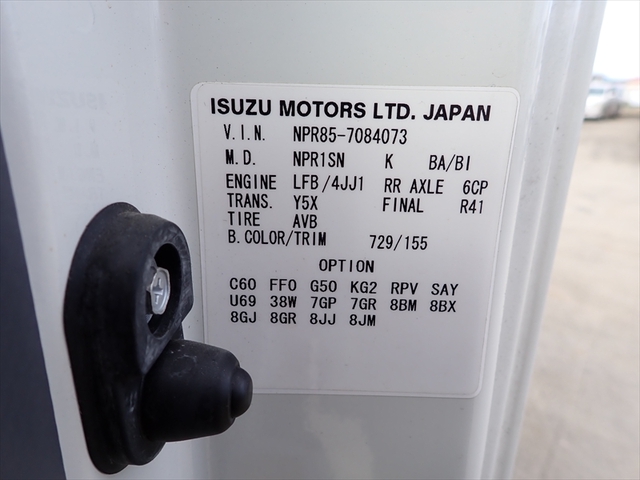 ISUZU MOTORS LTD. JAPAN
V.I.N. NPR85-7084073
M.D. NPR1SN K BA/BI
ENGINE LFB/4JJ1 RR AXLE 6CP
TRANS. Y5X FINAL R41
TIRE AVB
B.COLOR/TRIM 729/155
OPTION
C60 FF0 G50 KG2 RPV SAY
U69 38W 7GP 7GR 8BM 8BX
8GJ 8GR 8JJ 8JM